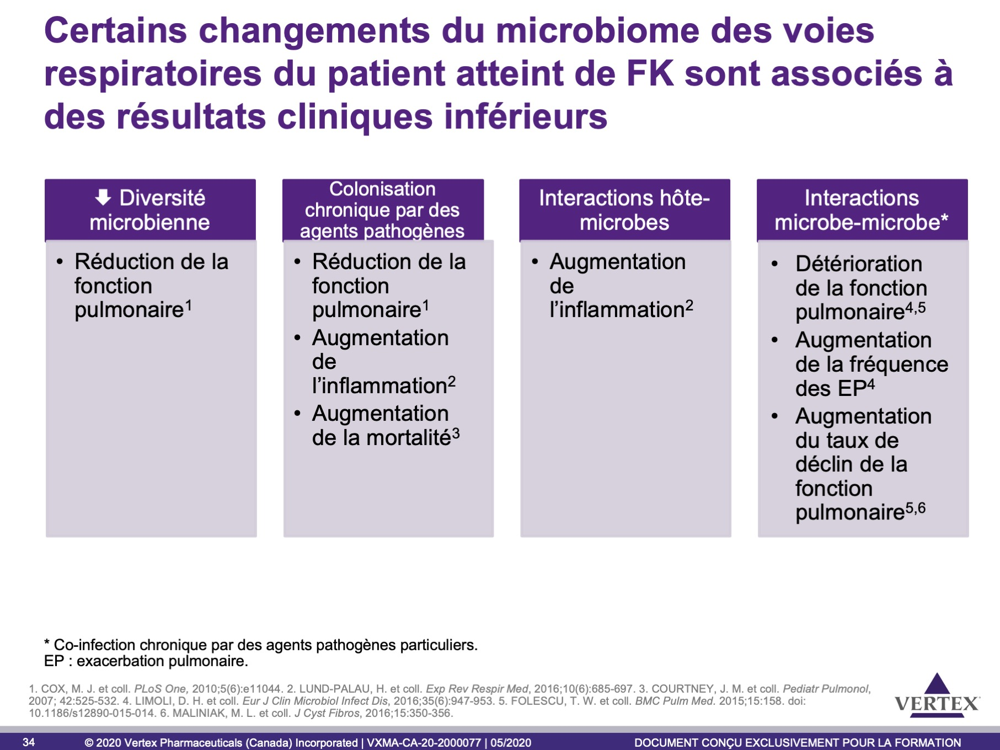 Certains changements du microbiome des voies
respiratoires du patient atteint de FK sont associés à
des résultats cliniques inférieurs
🡇 Diversité
microbienne
• Réduction de la
fonction
pulmonaire1
Colonisation
chronique par des
agents pathogènes
• Réduction de la
fonction
pulmonaire1
• Augmentation
de
l’inflammation2
• Augmentation
de la mortalité3
Interactions hôte-
microbes
• Augmentation
de
l’inflammation2
Interactions
microbe-microbe*
• Détérioration
de la fonction
pulmonaire4,5
• Augmentation
de la fréquence
des EP4
• Augmentation
du taux de
déclin de la
fonction
pulmonaire5,6
* Co-infection chronique par des agents pathogènes particuliers.
EP : exacerbation pulmonaire.
1. COX, M. J. et coll. PLoS One, 2010;5(6):e11044. 2. LUND-PALAU, H. et coll. Exp Rev Respir Med, 2016;10(6):685-697. 3. COURTNEY, J. M. et coll. Pediatr Pulmonol,
2007; 42:525-532. 4. LIMOLI, D. H. et coll. Eur J Clin Microbiol Infect Dis, 2016;35(6):947-953. 5. FOLESCU, T. W. et coll. BMC Pulm Med. 2015;15:158. doi:
10.1186/s12890-015-014. 6. MALINIAK, M. L. et coll. J Cyst Fibros, 2016;15:350-356.
VERTEX
34 © 2020 Vertex Pharmaceuticals (Canada) Incorporated | VXMA-CA-20-2000077 | 05/2020 DOCUMENT CONÇU EXCLUSIVEMENT POUR LA FORMATION